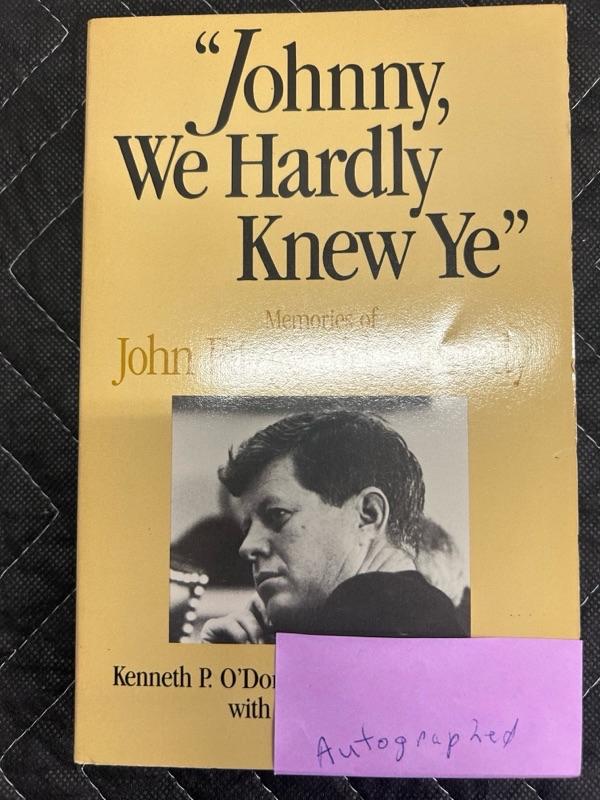 “Johnny,
We Hardly
Knew Ye”
Memories of
John
Kenneth P. O’Don
with
Autographed